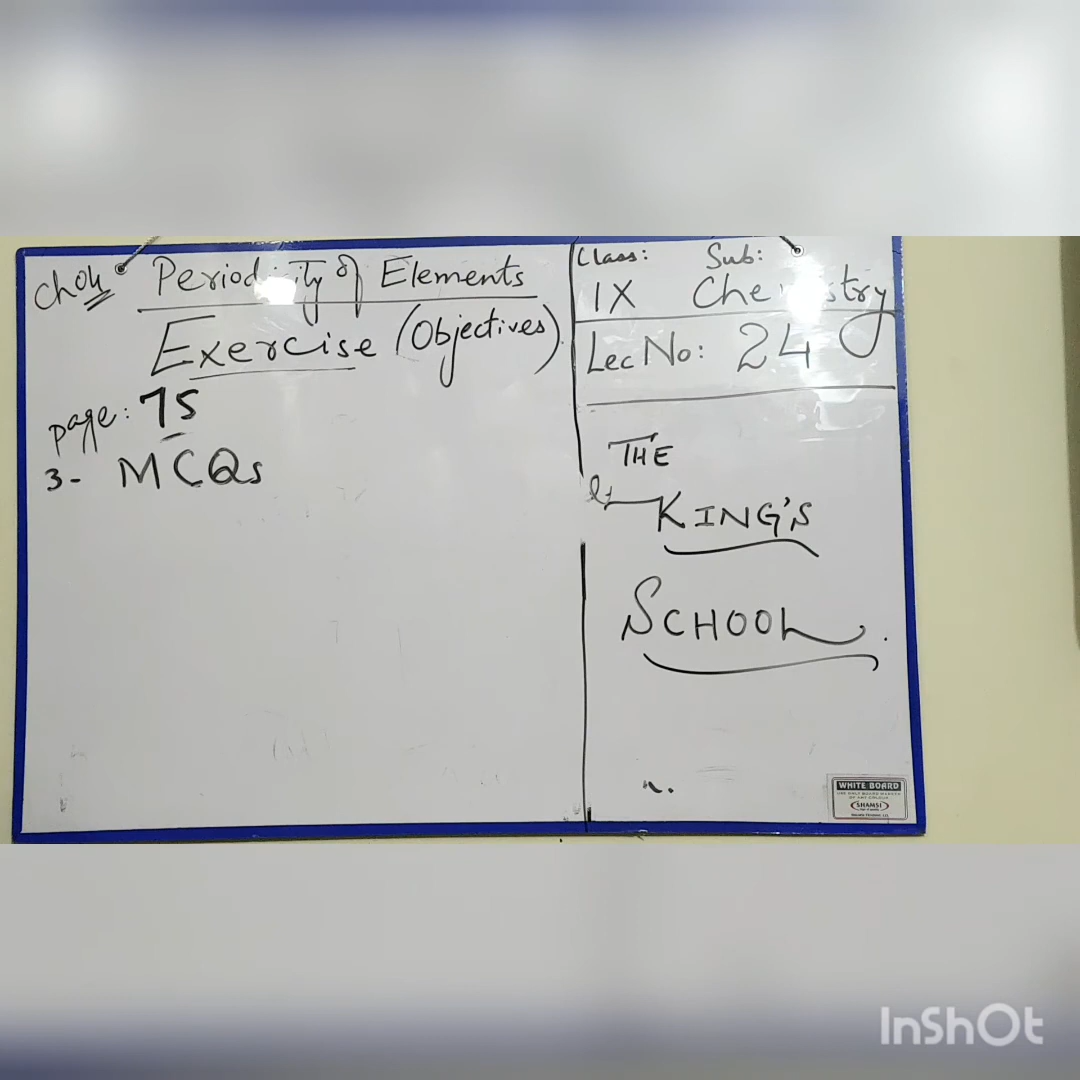 Ch04 Periodicity of Elements
Exercise (Objectives)
page: 75
3- MCQs
Class: Sub:
IX Chemistry
Lec No: 24
THE
KING'S
SCHOOL
WHITE BOARD
SHAMSI
InShOt